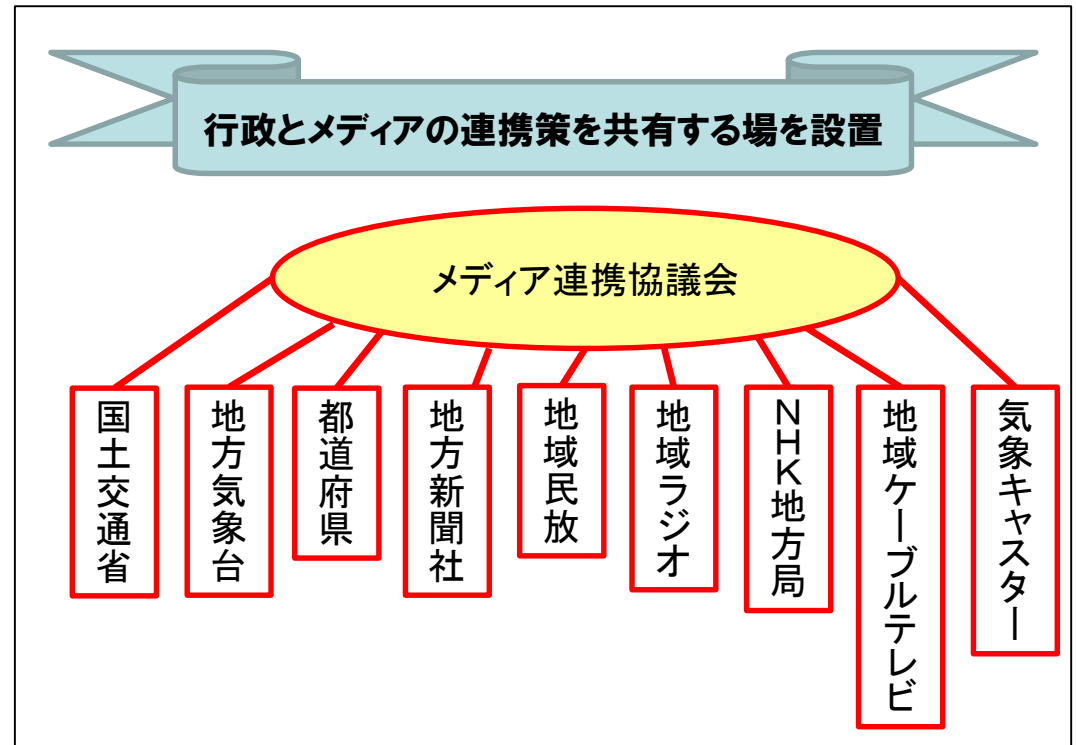 行政とメディアの連携策を共有する場を設置
メディア連携協議会
国土交通省
地方気象台
都道府県
地方新聞社
地域民放
地域ラジオ
ＮＨＫ地方局
地域ケーブルテレビ
気象キャスター